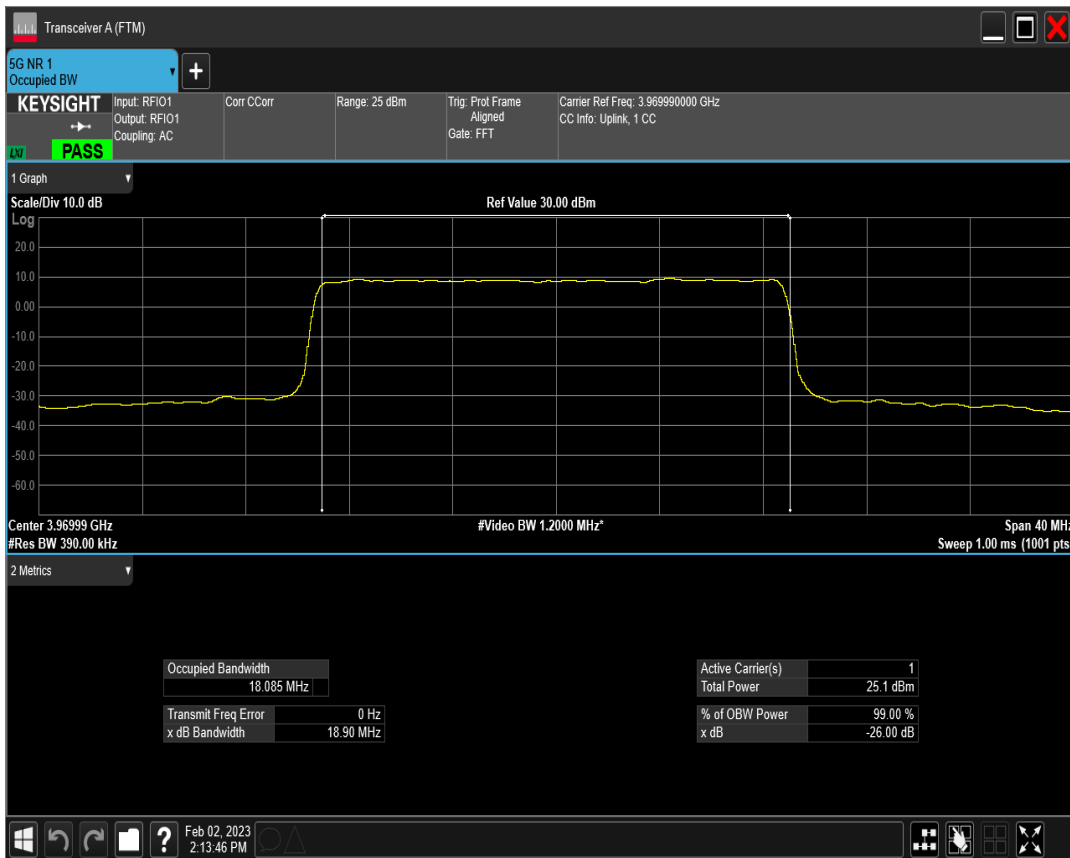 Transceiver A (FTM)
5G NR 1
Occupied BW
+
KEYSIGHT
LXI
PASS
Input: RFIO1
Output: RFIO1
Coupling: AC
Corr CCorr
Range: 25 dBm
Trig: Prot Frame
Aligned
Gate: FFT
Carrier Ref Freq: 3.969990000 GHz
CC Info: Uplink, 1 CC
1 Graph
Scale/Div 10.0 dB
Ref Value 30.00 dBm
Log
20.0
10.0
0.00
-10.0
-20.0
-30.0
-40.0
-50.0
-60.0
Center 3.96999 GHz
#Video BW 1.2000 MHz*
Span 40 MHz
#Res BW 390.00 kHz
Sweep 1.00 ms (1001 pts
2 Metrics
Occupied Bandwidth
18.085 MHz
Transmit Freq Error 0 Hz
x dB Bandwidth 18.90 MHz
Active Carrier(s) 1
Total Power 25.1 dBm
% of OBW Power 99.00 %
x dB -26.00 dB
?
Feb 02, 2023
2:13:46 PM